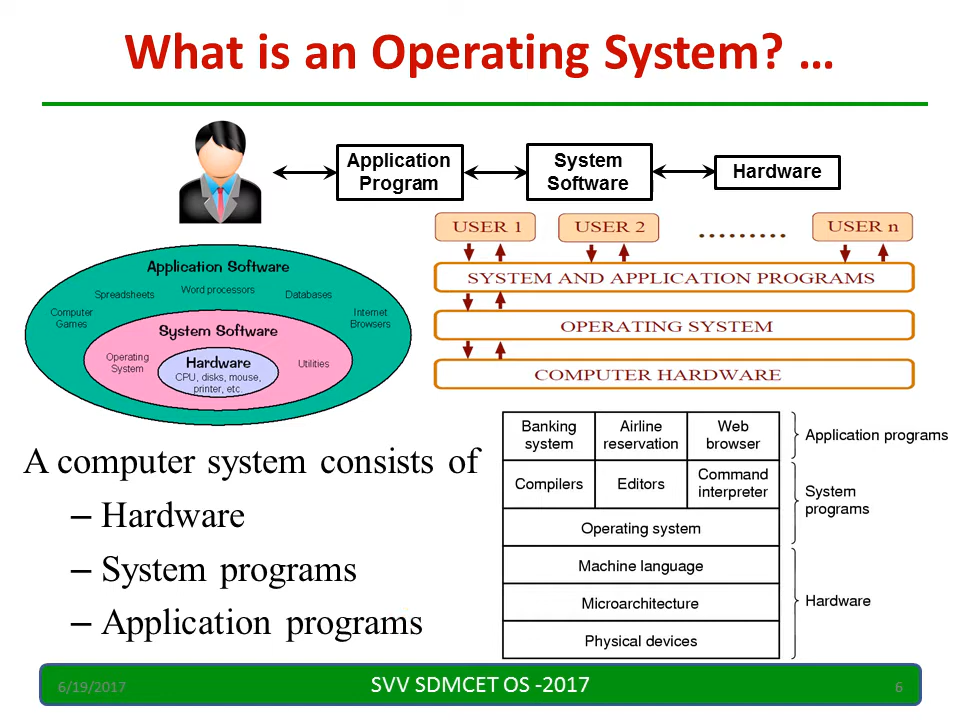 What is an Operating System? …
Application
Program
System
Software
Hardware
USER 1
USER 2
.........
USER n
SYSTEM AND APPLICATION PROGRAMS
OPERATING SYSTEM
COMPUTER HARDWARE
Application Software
Spreadsheets
Word processors
Databases
Computer
Games
Internet
Browsers
System Software
Operating
System
Utilities
Hardware
CPU, disks, mouse,
printer, etc.
A computer system consists of
– Hardware
– System programs
– Application programs
Banking
system
Airline
reservation
Web
browser
Application programs
Compilers
Editors
Command
interpreter
System
programs
Operating system
Machine language
Microarchitecture
Hardware
Physical devices
6/19/2017
SVV SDMCET OS -2017
6